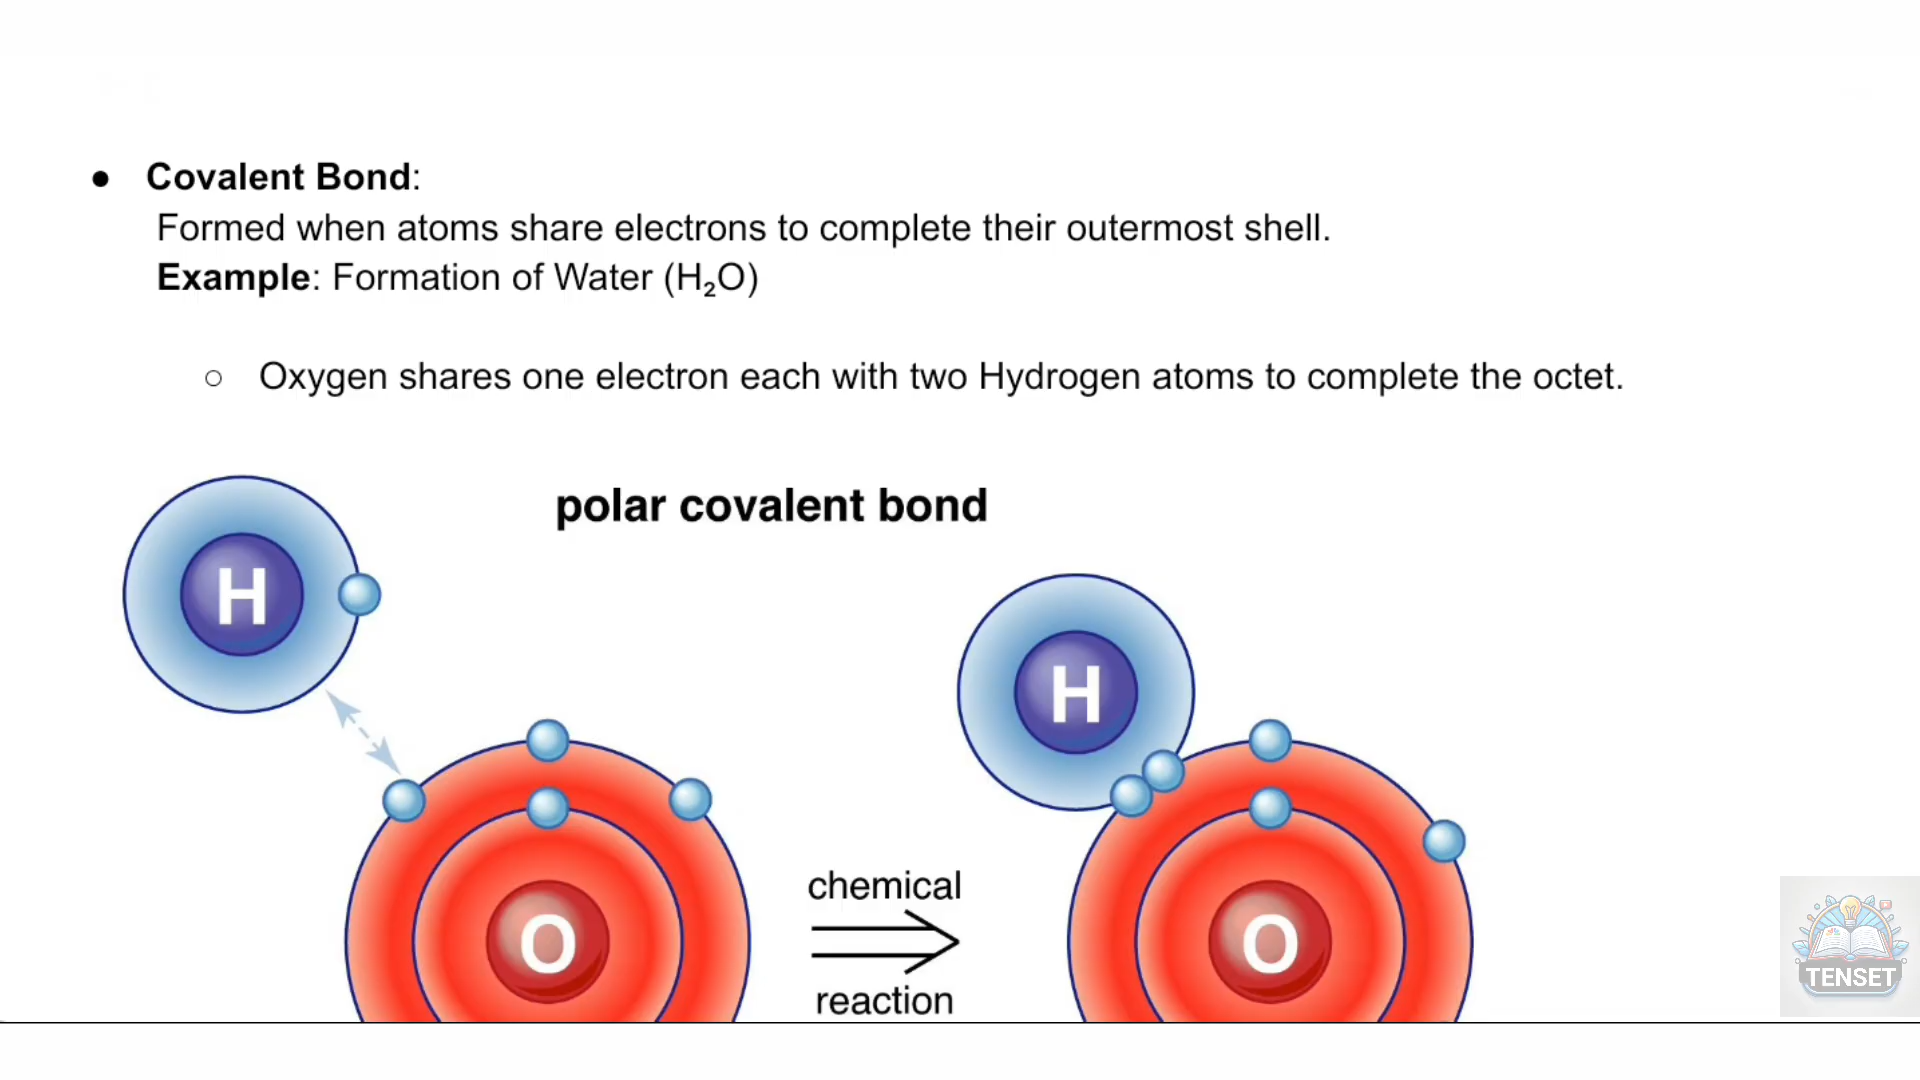 ● Covalent Bond:
Formed when atoms share electrons to complete their outermost shell.
Example: Formation of Water (H₂O)
○ Oxygen shares one electron each with two Hydrogen atoms to complete the octet.
polar covalent bond
H
H
chemical
O
O
reaction
TENSET